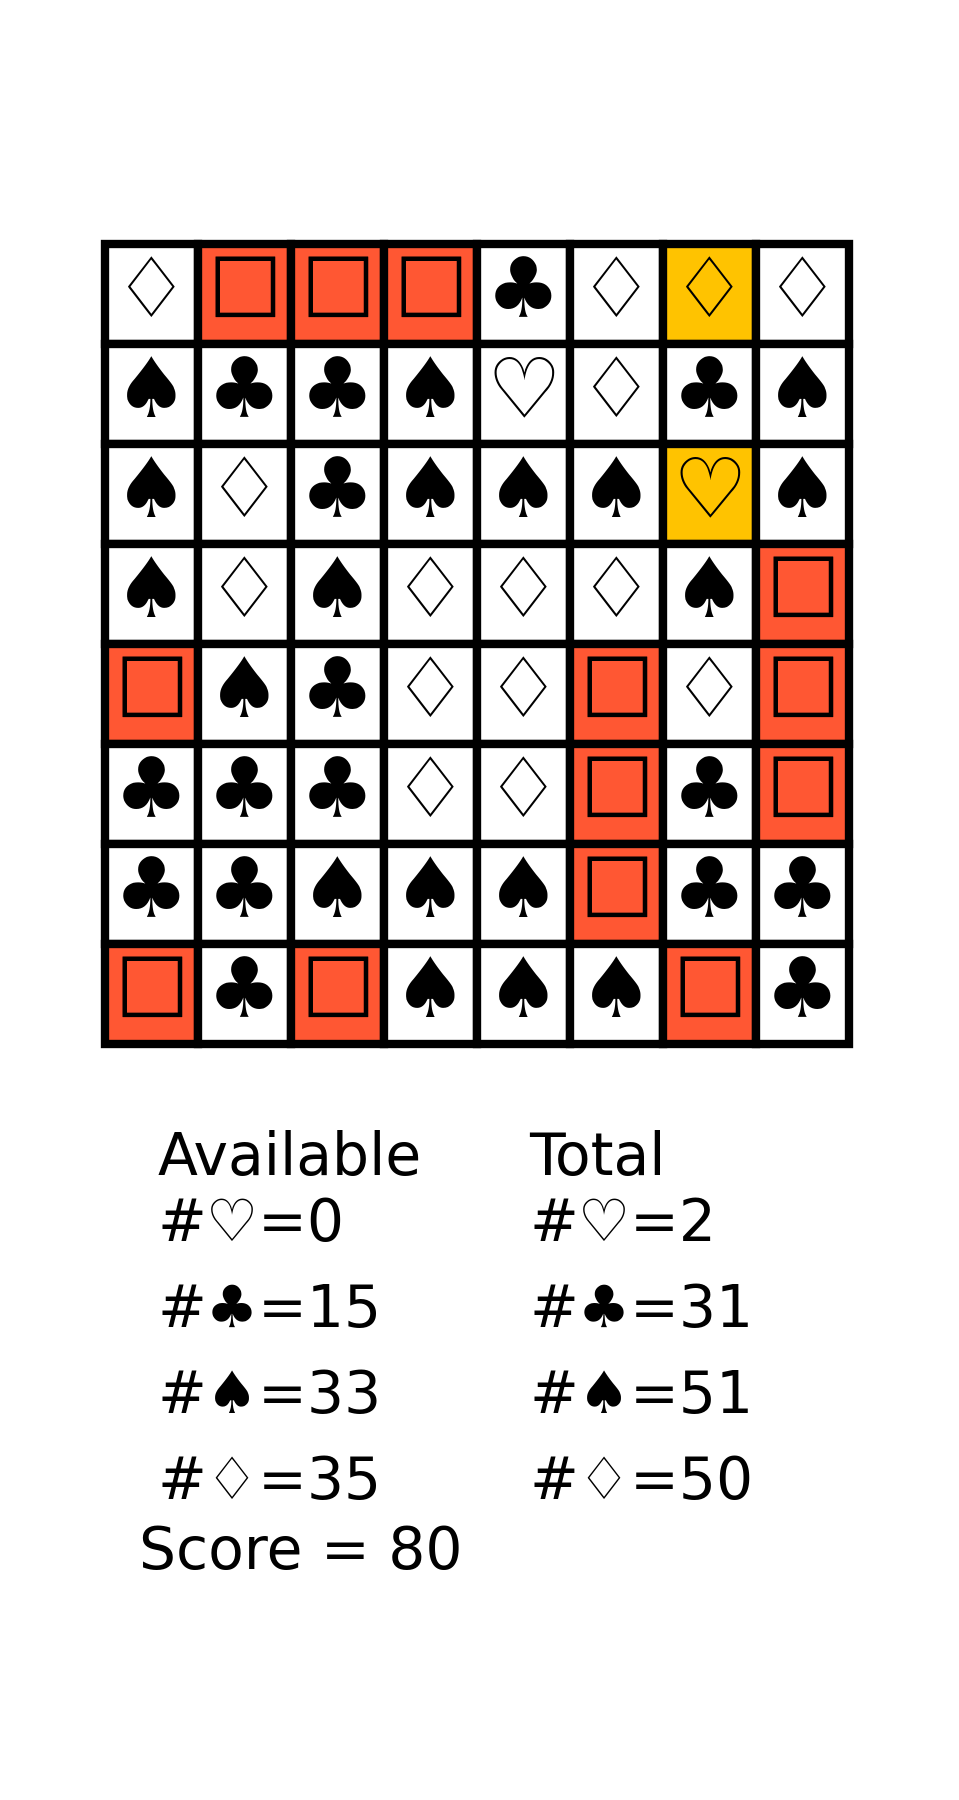 ♢ □ □ □ ♣ ♢ ♢ ♢
♠ ♣ ♣ ♠ ♡ ♢ ♣ ♠
♠ ♢ ♣ ♠ ♠ ♠ ♡ ♠
♠ ♢ ♠ ♢ ♢ ♢ ♠ □
□ ♠ ♣ ♢ ♢ □ ♢ □
♣ ♣ ♣ ♢ ♢ □ ♣ □
♣ ♣ ♠ ♠ ♠ □ ♣ ♣
□ ♣ □ ♠ ♠ ♠ □ ♣
Available Total
#♡=0 #♡=2
#♣=15 #♣=31
#♠=33 #♠=51
#♢=35 #♢=50
Score = 80